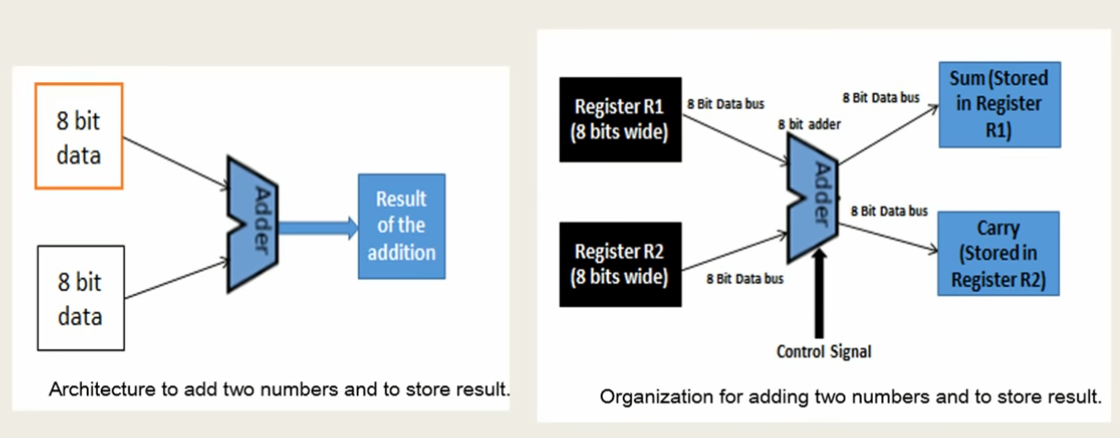 8 bit
data
8 bit
data
Adder
Result
of the
addition
Architecture to add two numbers and to store result.
Register R1
(8 bits wide)
8 Bit Data bus
8 bit adder
8 Bit Data bus
Sum (Stored
in Register
R1)
Adder
Register R2
(8 bits wide)
8 Bit Data bus
8 Bit Data bus
Carry
(Stored in
Register R2)
Control Signal
Organization for adding two numbers and to store result.